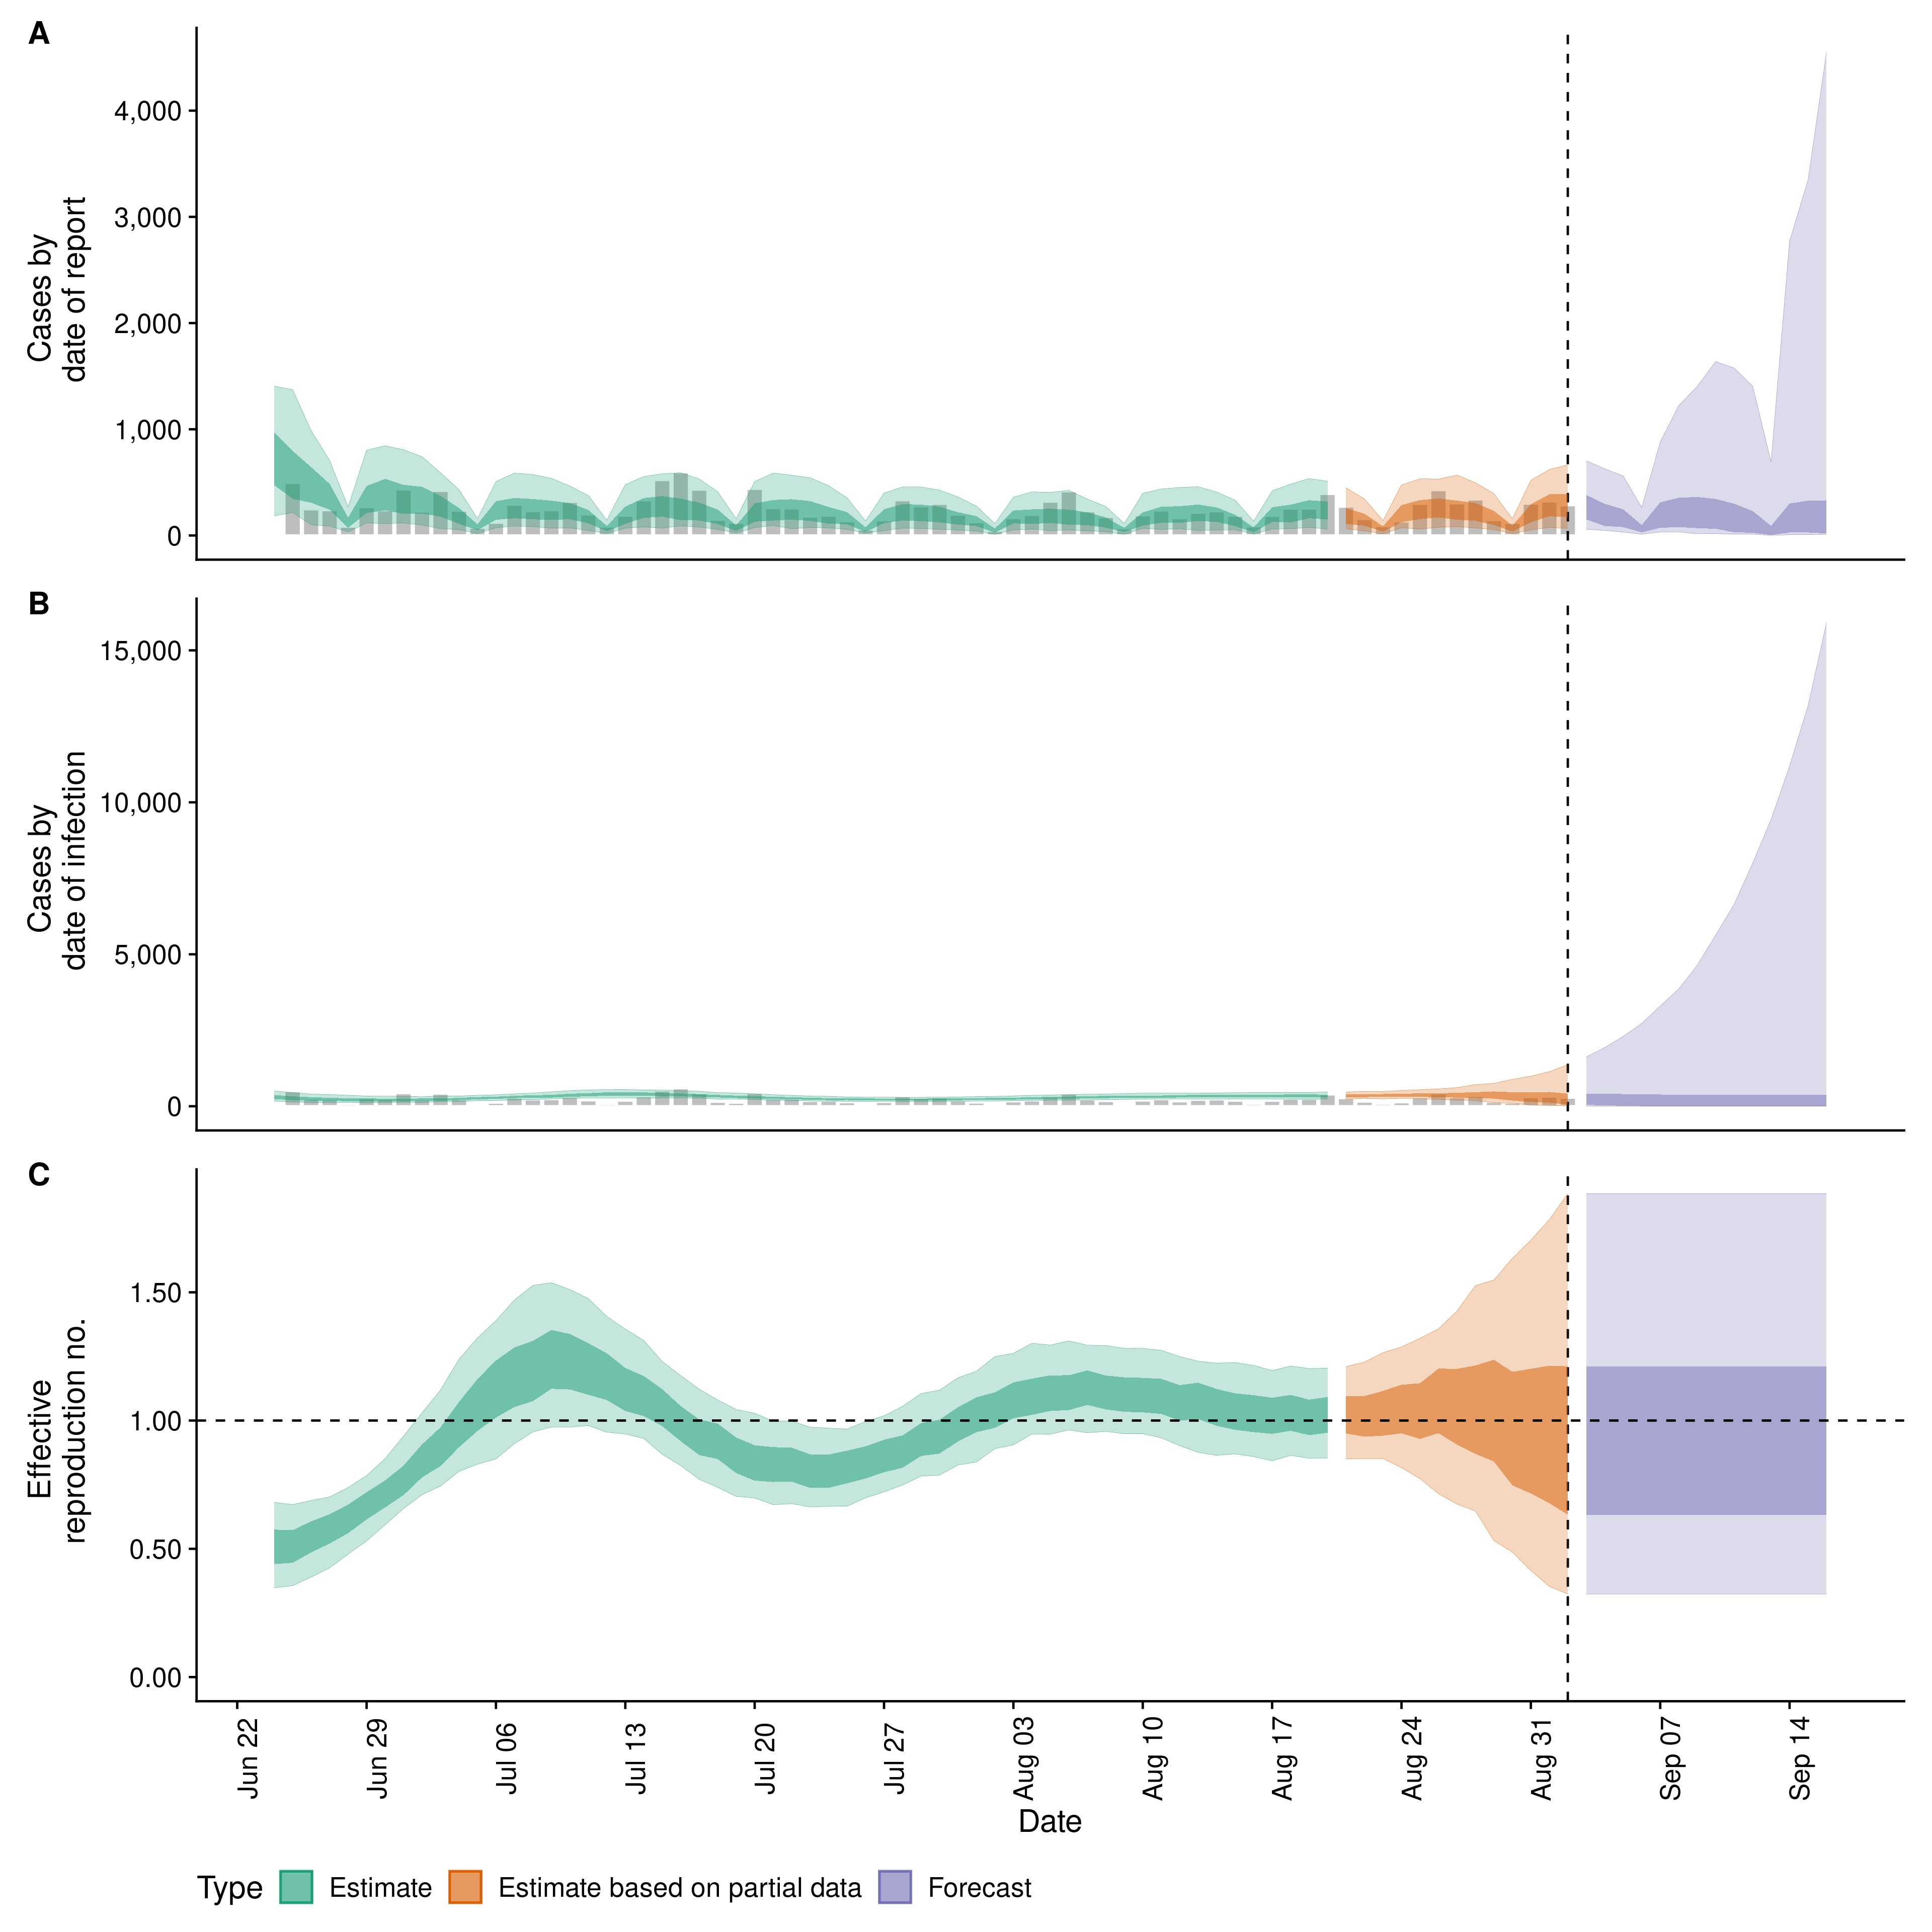 A
Cases by
date of report
4,000
3,000
2,000
1,000
0
B
Cases by
date of infection
15,000
10,000
5,000
0
C
Effective
reproduction no.
1.50
1.00
0.50
0.00
Jun 22
Jun 29
Jul 06
Jul 13
Jul 20
Jul 27
Aug 03
Aug 10
Aug 17
Aug 24
Aug 31
Sep 07
Sep 14
Date
Type Estimate Estimate based on partial data Forecast